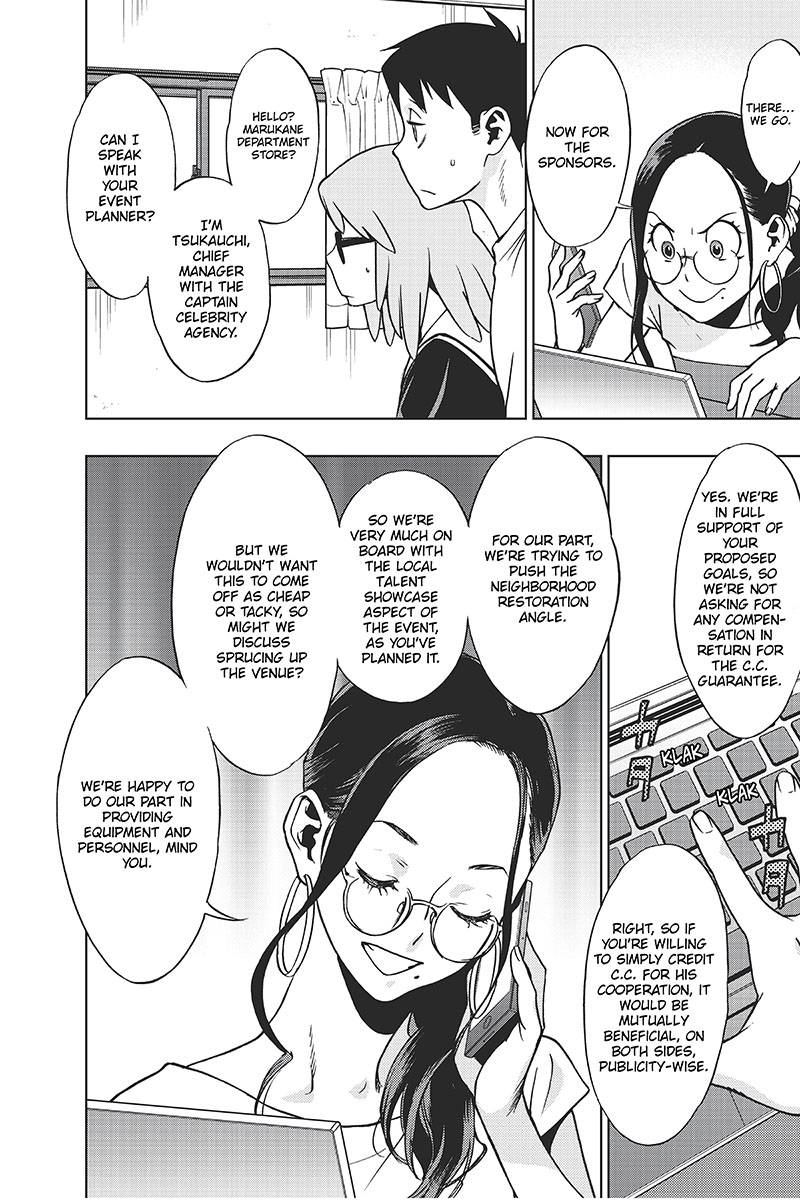 THERE...
WE GO.
NOW FOR
THE
SPONSORS.
HELLO?
MARUKANE
DEPARTMENT
STORE?
I'M
TSUKAUCHI,
CHIEF
MANAGER
WITH THE
CAPTAIN
CELEBRITY
AGENCY.
CAN I
SPEAK
WITH
YOUR
EVENT
PLANNER?
YES. WE'RE
IN FULL
SUPPORT OF
YOUR
PROPOSED
GOALS, SO
WE'RE NOT
ASKING FOR
ANY COMPEN-
SATION IN
RETURN FOR
THE C.C.
GUARANTEE.
カタ
KLAK
KLAK
カタ
RIGHT, SO IF
YOU'RE WILLING
TO SIMPLY CREDIT
C.C. FOR HIS
COOPERATION, IT
WOULD BE
MUTUALLY
BENEFICIAL, ON
BOTH SIDES,
PUBLICITY-WISE.
FOR OUR PART,
WE'RE TRYING TO
PUSH THE
NEIGHBORHOOD
RESTORATION
ANGLE.
SO WE'RE
VERY MUCH ON
BOARD WITH
THE LOCAL
TALENT
SHOWCASE
ASPECT OF
THE EVENT,
AS YOU'VE
PLANNED IT.
BUT WE
WOULDN'T WANT
THIS TO COME
OFF AS CHEAP
OR TACKY, SO
MIGHT WE
DISCUSS
SPRUCING UP
THE VENUE?
WE'RE HAPPY TO
DO OUR PART IN
PROVIDING
EQUIPMENT AND
PERSONNEL, MIND
YOU.